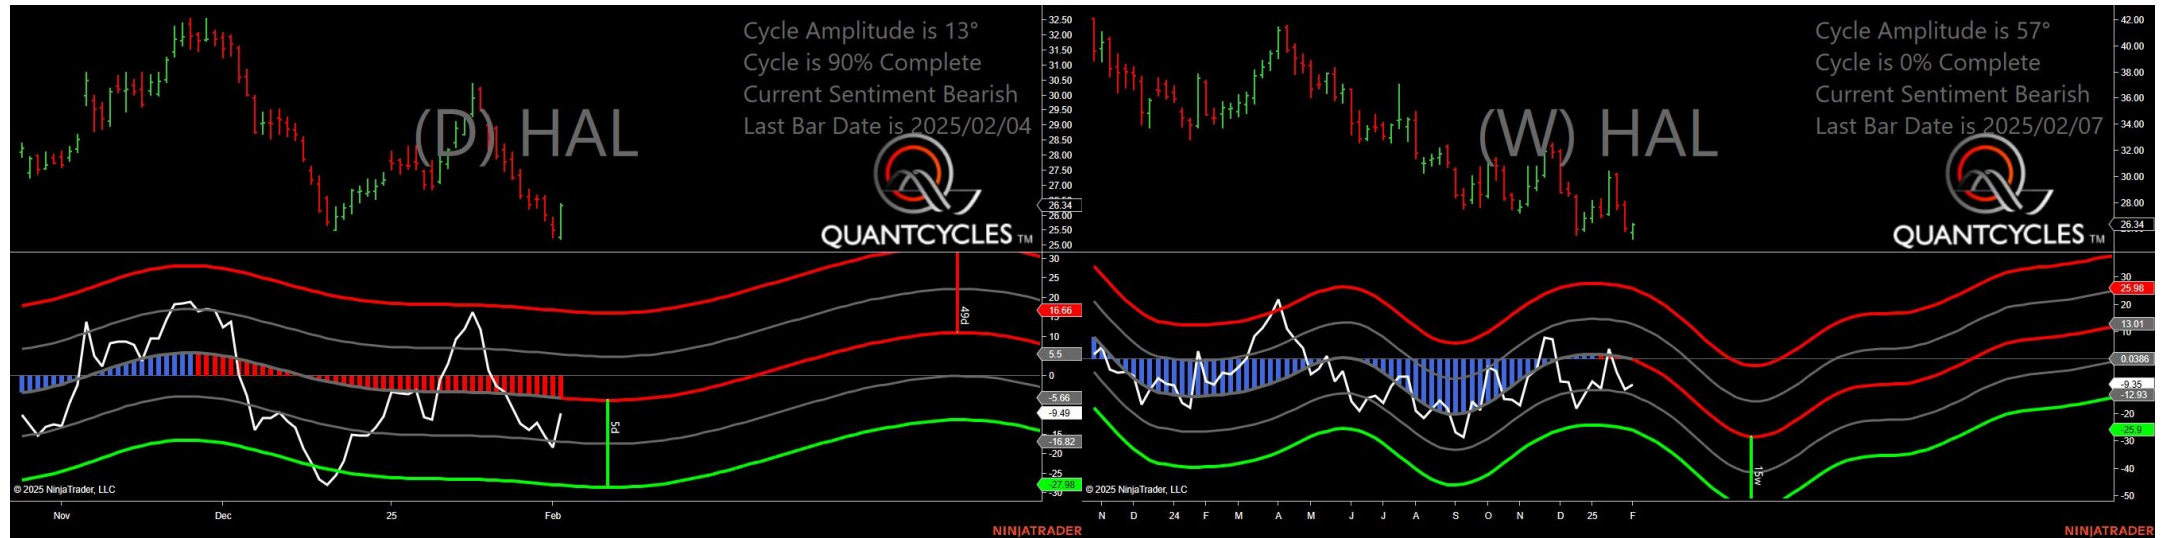 Cycle Amplitude is 13°
Cycle is 90% Complete
Current Sentiment Bearish
Last Bar Date is 2025/02/04
(D) HAL
QUANTCYCLES TM
32.50
32.00
31.50
31.00
30.50
30.00
29.50
29.00
28.50
28.00
27.50
27.00
26.34
26.00
25.50
25.00
30
25
20
16.66
10
5.5
0
-5.66
-9.49
-15
-16.82
-20
-25
-27.98
-30
49d
5d
© 2025 NinjaTrader, LLC
Nov Dec 25 Feb
NINJATRADER
Cycle Amplitude is 57°
Cycle is 0% Complete
Current Sentiment Bearish
Last Bar Date is 2025/02/07
(W) HAL
QUANTCYCLES TM
42.00
40.00
38.00
36.00
34.00
32.00
30.00
28.00
26.34
30
25.98
20
13.01
10
0.0386
-9.35
-12.93
-20
-25.9
-30
-40
-50
15w
© 2025 NinjaTrader, LLC
N D 24 F M A M J J A S O N D 25 F
NINJATRADER